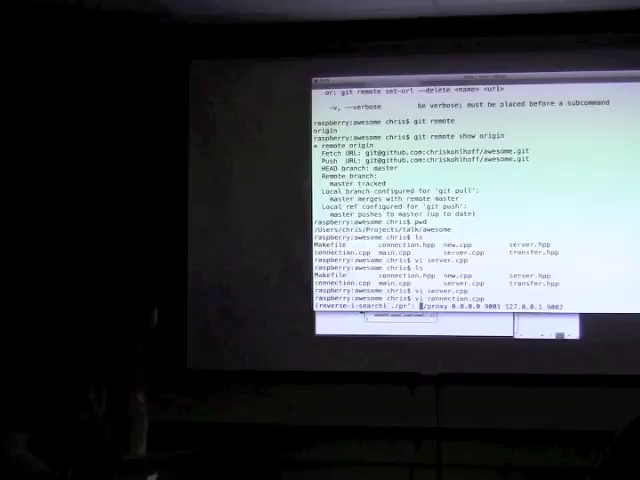 or: git remote set-url --delete <name> <url>
-v, --verbose be verbose; must be placed before a subcommand
raspberry:awesome chris$ git remote
origin
raspberry:awesome chris$ git remote show origin
* remote origin
Fetch URL: git@github.com:chriskohlhoff/awesome.git
Push URL: git@github.com:chriskohlhoff/awesome.git
HEAD branch: master
Remote branch:
master tracked
Local branch configured for 'git pull':
master merges with remote master
Local ref configured for 'git push':
master pushes to master (up to date)
raspberry:awesome chris$ pwd
/Users/chris/Projects/talk/awesome
raspberry:awesome chris$ ls
Makefile connection.hpp new.cpp server.hpp
connection.cpp main.cpp server.cpp transfer.hpp
raspberry:awesome chris$ vi server.cpp
raspberry:awesome chris$ ls
Makefile connection.hpp new.cpp server.hpp
connection.cpp main.cpp server.cpp transfer.hpp
raspberry:awesome chris$ vi server.cpp
raspberry:awesome chris$ vi connection.cpp
(reverse-i-search)`./pr': ./proxy 0.0.0.0 9001 127.0.0.1 9002